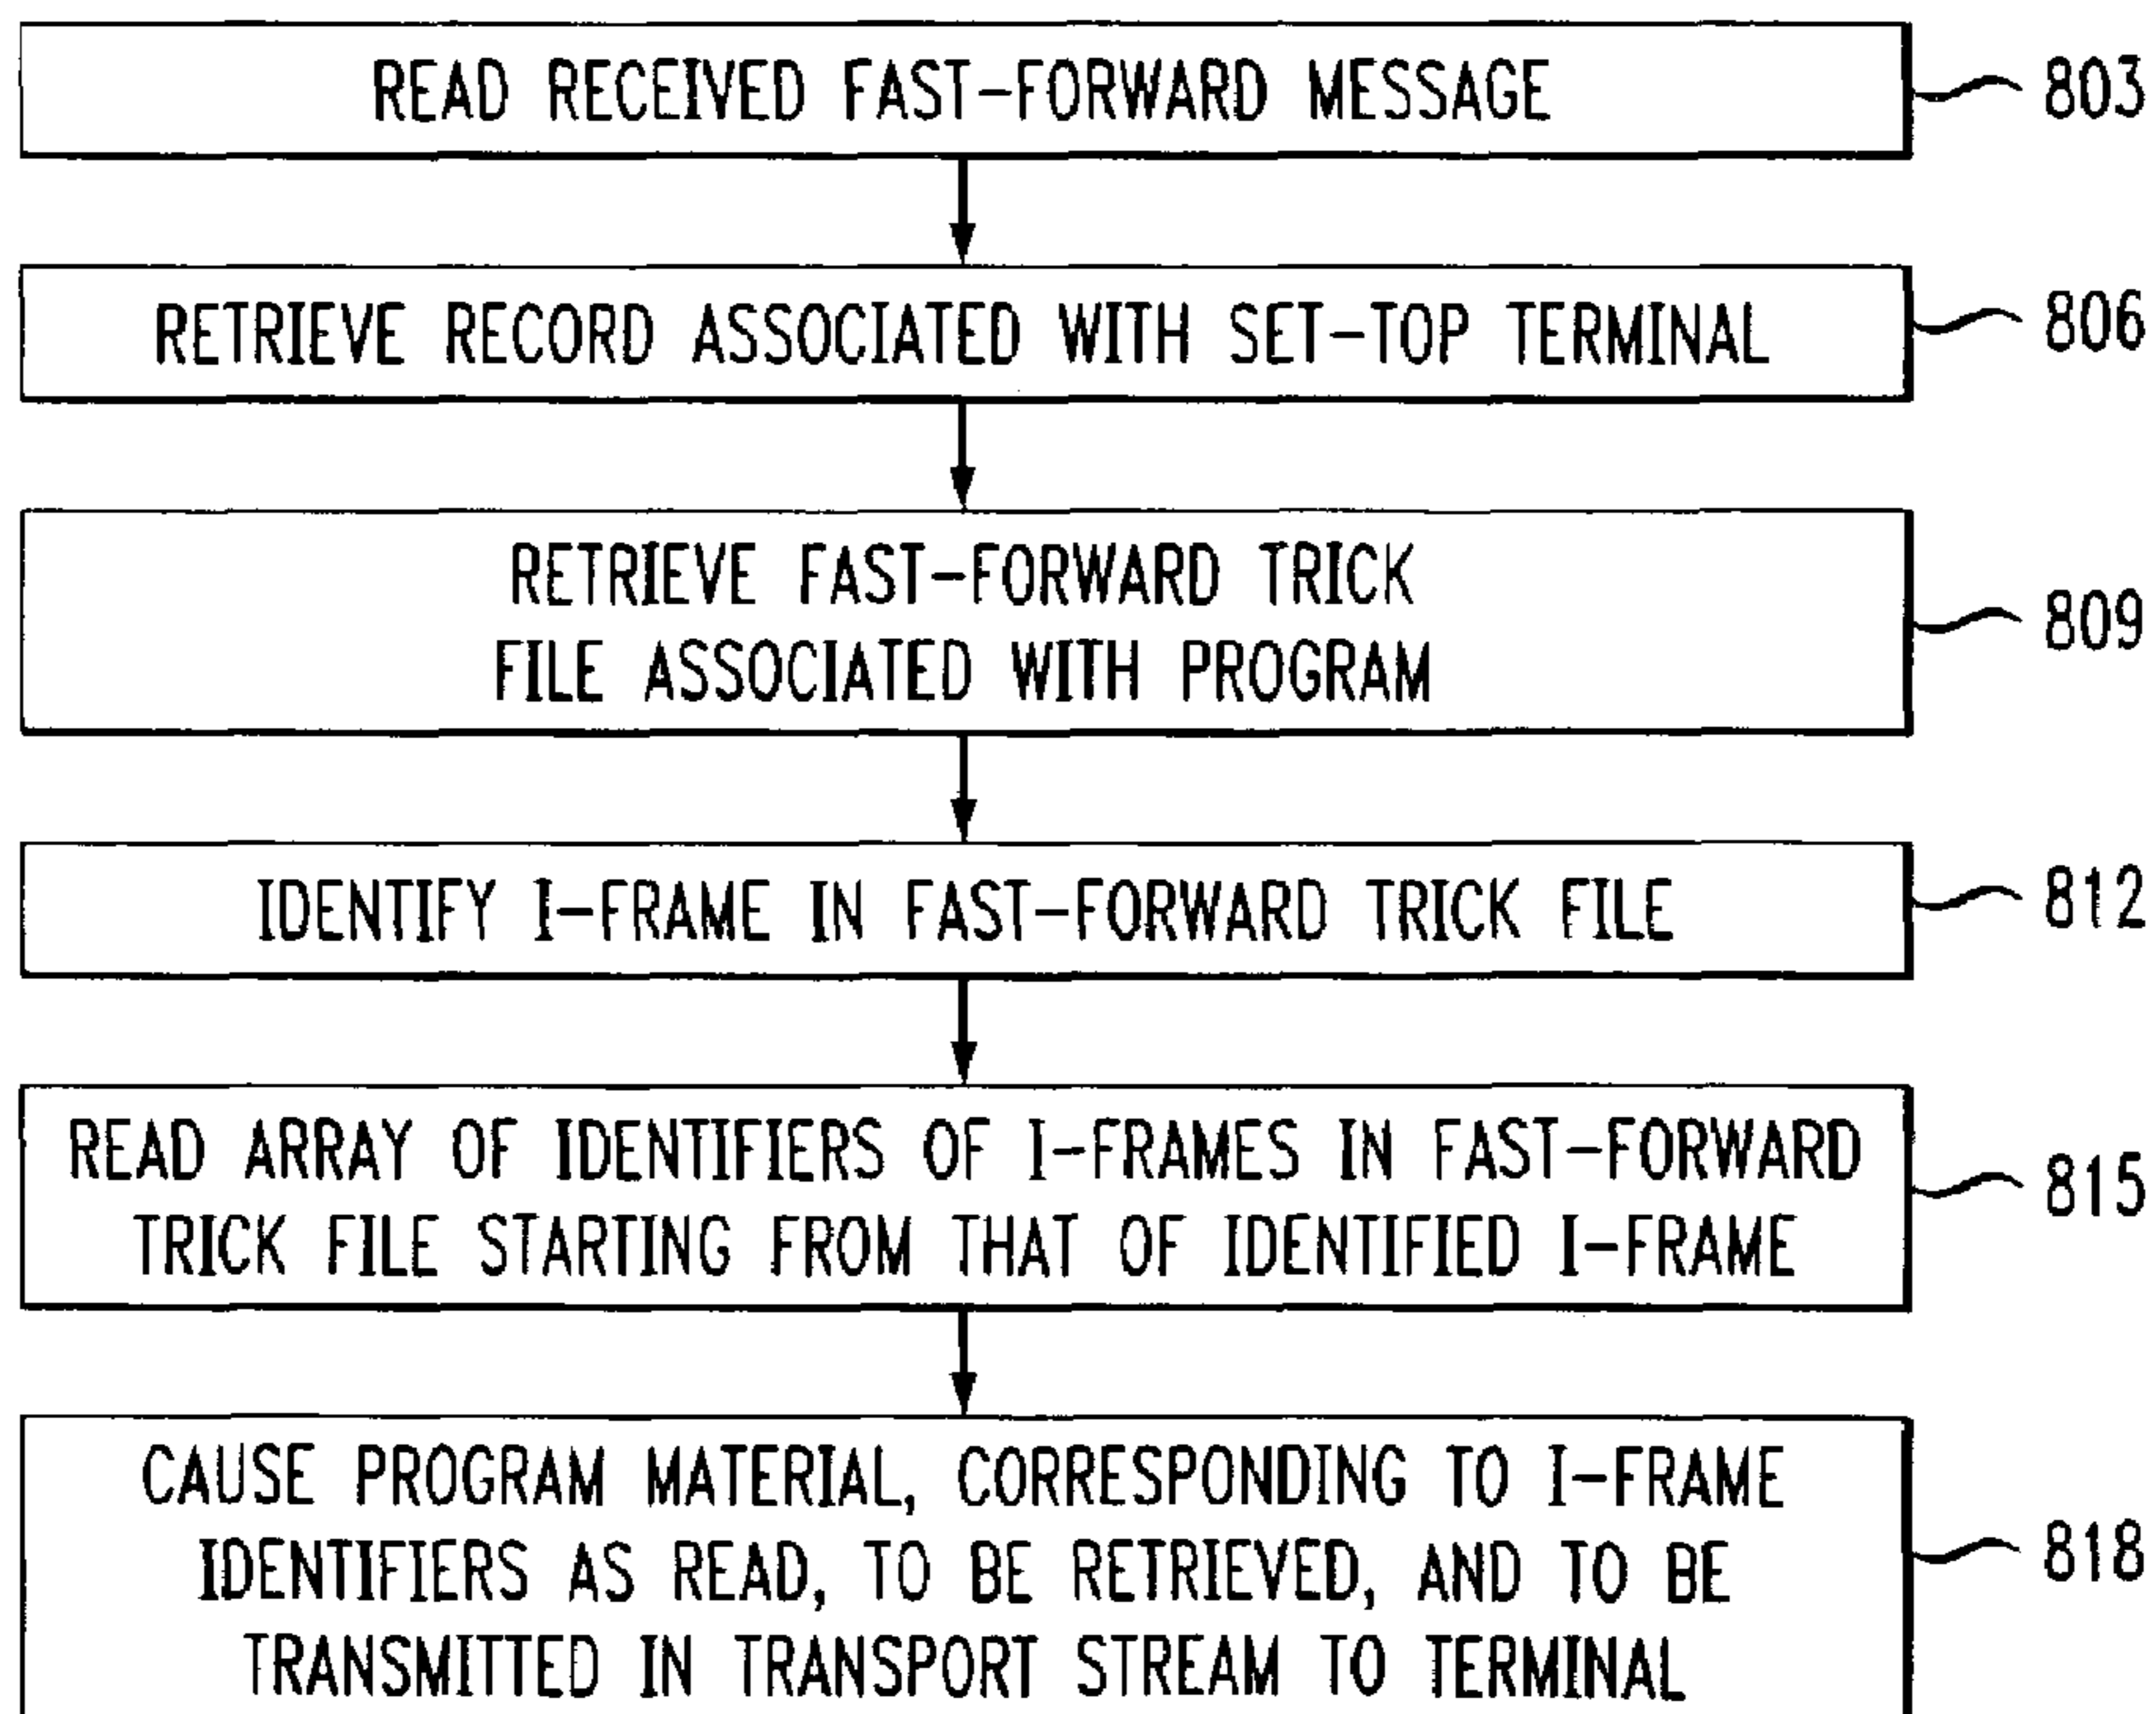 READ RECEIVED FAST-FORWARD MESSAGE
803
RETRIEVE RECORD ASSOCIATED WITH SET-TOP TERMINAL
806
RETRIEVE FAST-FORWARD TRICK
FILE ASSOCIATED WITH PROGRAM
809
IDENTIFY I-FRAME IN FAST-FORWARD TRICK FILE
812
READ ARRAY OF IDENTIFIERS OF I-FRAMES IN FAST-FORWARD
TRICK FILE STARTING FROM THAT OF IDENTIFIED I-FRAME
815
CAUSE PROGRAM MATERIAL, CORRESPONDING TO I-FRAME
IDENTIFIERS AS READ, TO BE RETRIEVED, AND TO BE
TRANSMITTED IN TRANSPORT STREAM TO TERMINAL
818